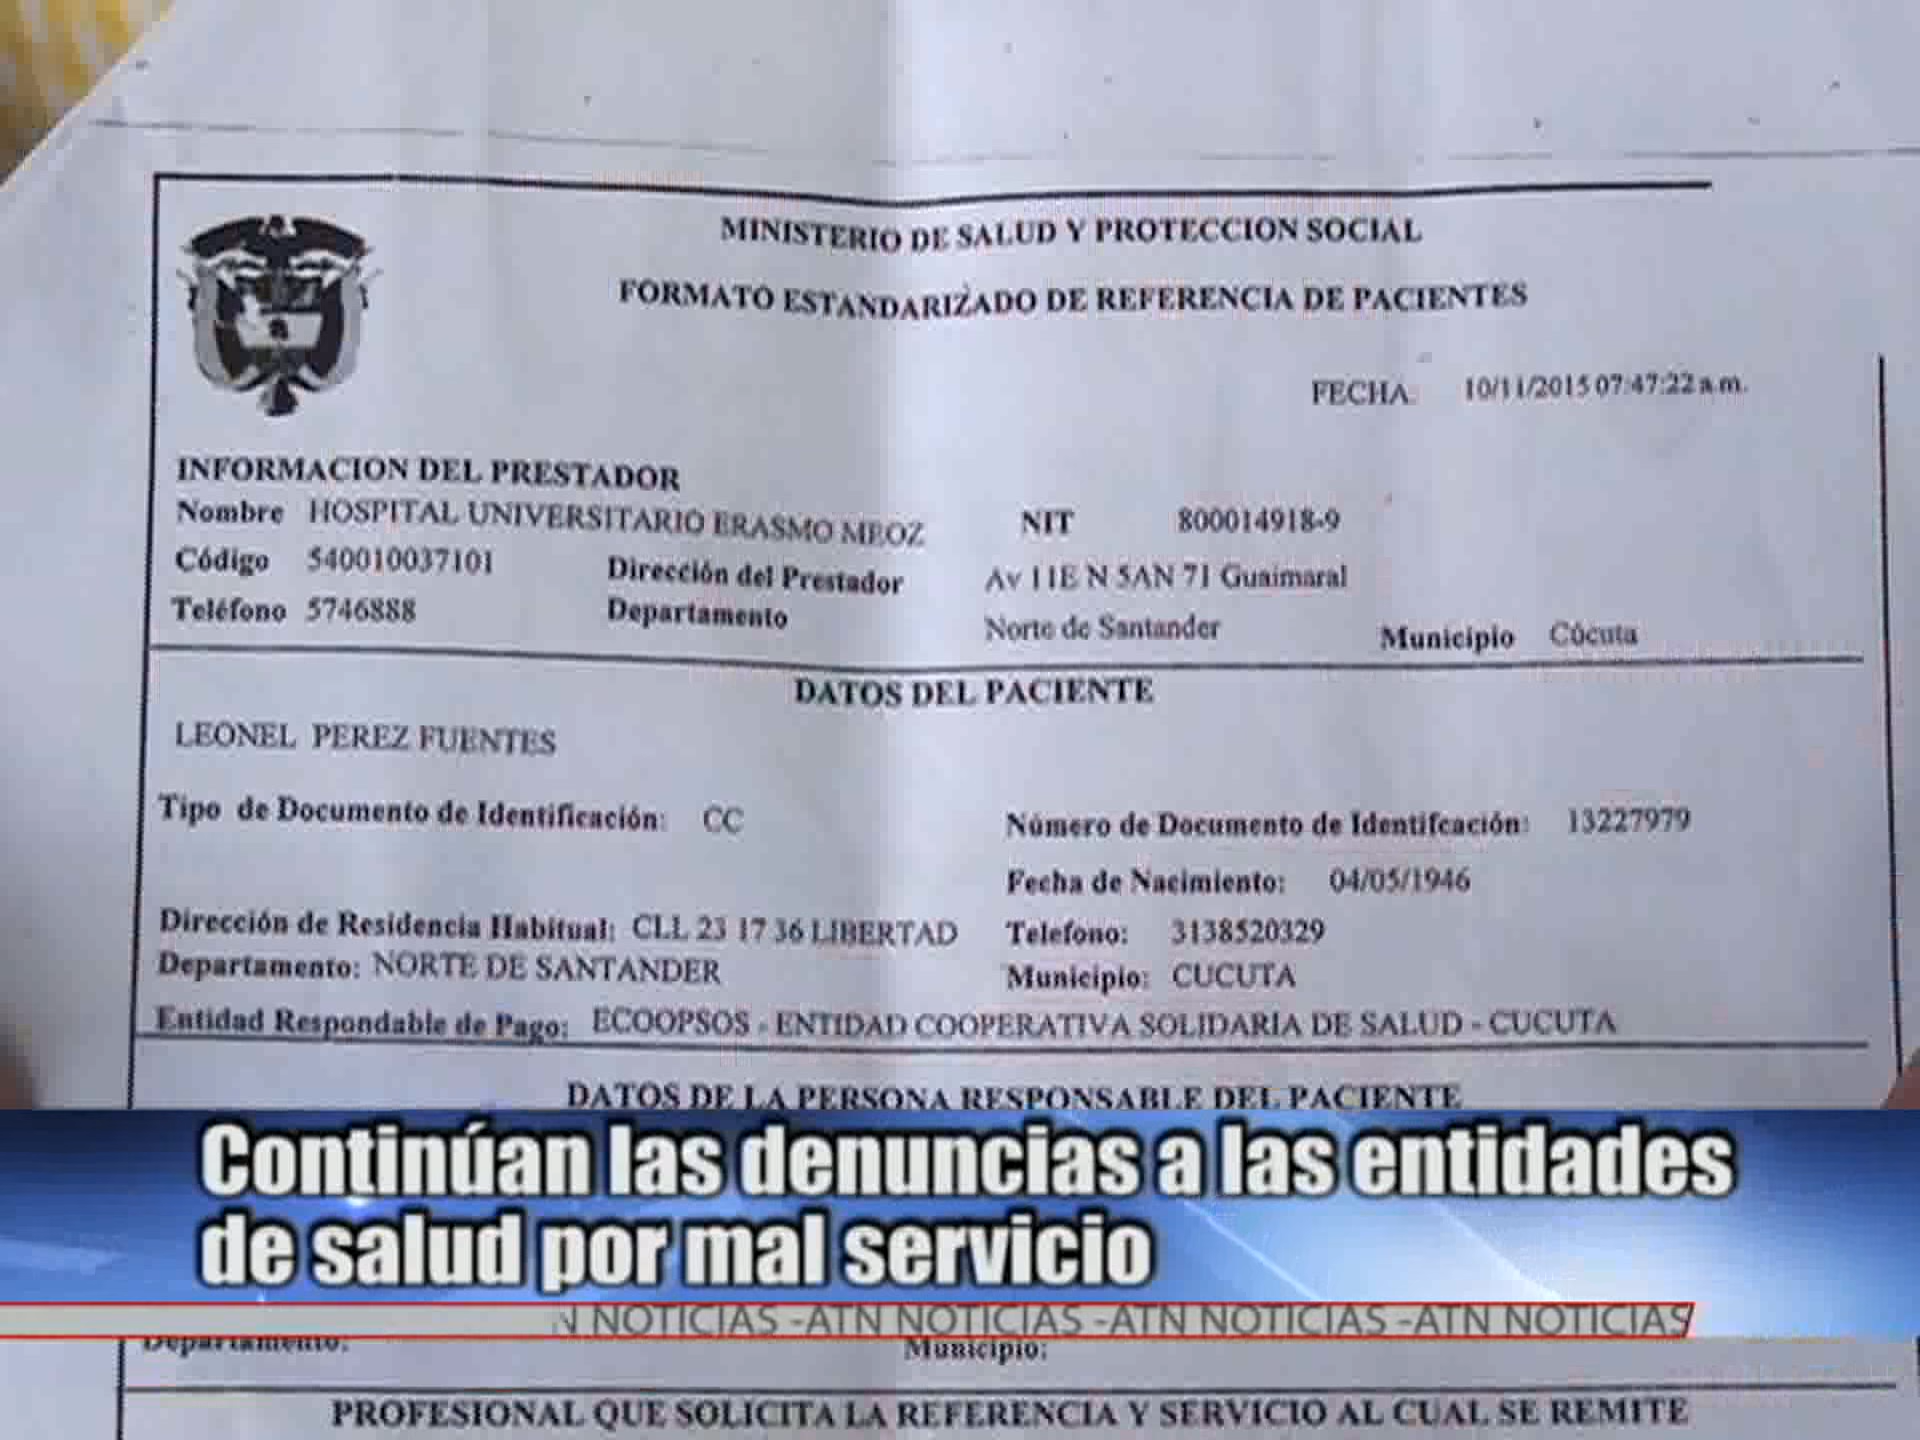 MINISTERIO DE SALUD Y PROTECCION SOCIAL
FORMATO ESTANDARIZADO DE REFERENCIA DE PACIENTES
FECHA: 10/11/2015 07:47:22 a.m.
INFORMACION DEL PRESTADOR
Nombre HOSPITAL UNIVERSITARIO ERASMO MEOZ NIT 800014918-9
Código 540010037101 Dirección del Prestador Av 11E N 5AN 71 Guaimaral
Teléfono 5746888 Departamento Norte de Santander Municipio Cúcuta
DATOS DEL PACIENTE
LEONEL PEREZ FUENTES
Tipo de Documento de Identificación: CC Número de Documento de Identifcación: 13227979
Fecha de Nacimiento: 04/05/1946
Dirección de Residencia Habitual: CLL 23 17 36 LIBERTAD Telefono: 3138520329
Departamento: NORTE DE SANTANDER Municipio: CUCUTA
Entidad Respondable de Pago: ECOOPSOS - ENTIDAD COOPERATIVA SOLIDARIA DE SALUD - CUCUTA
DATOS DE LA PERSONA RESPONSABLE DEL PACIENTE
Continúan las denuncias a las entidades
de salud por mal servicio
N NOTICIAS -ATN NOTICIAS -ATN NOTICIAS -ATN NOTICIAS
Departamento: Municipio:
PROFESIONAL QUE SOLICITA LA REFERENCIA Y SERVICIO AL CUAL SE REMITE